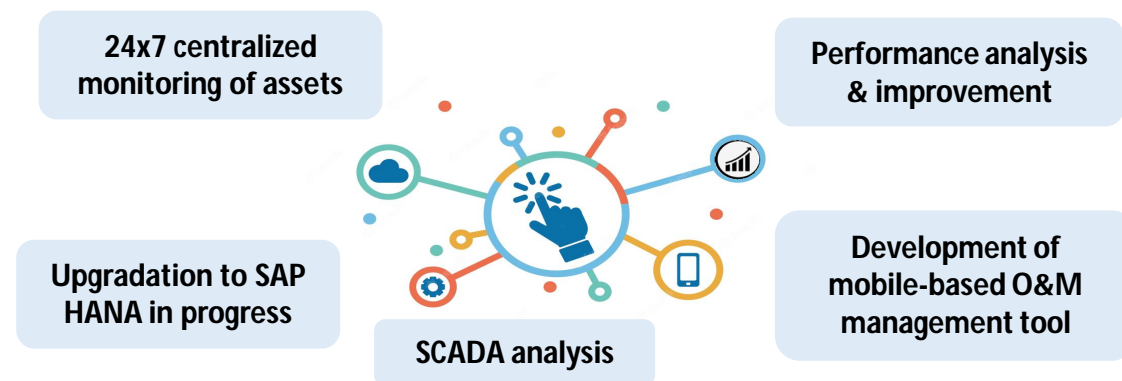 24x7 centralized
monitoring of assets
Performance analysis
& improvement
Upgradation to SAP
HANA in progress
Development of
mobile-based O&M
management tool
SCADA analysis